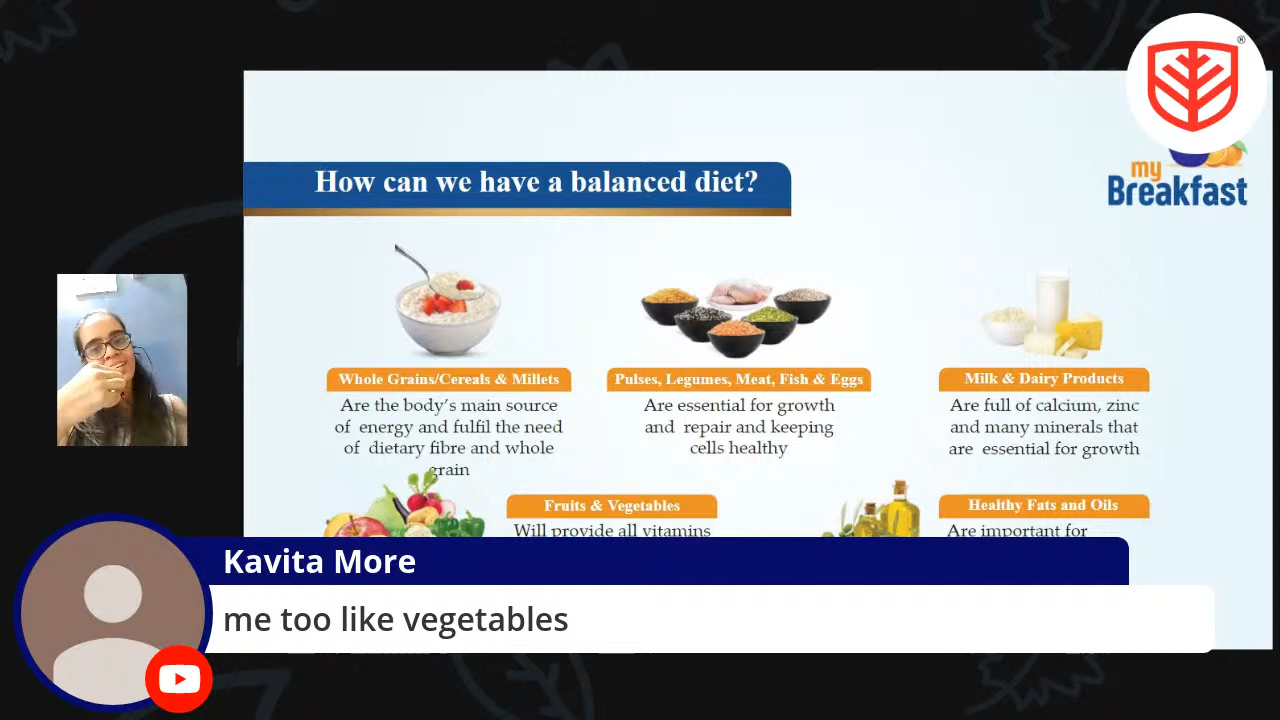 ®
my
Breakfast
How can we have a balanced diet?
Whole Grains/Cereals & Millets
Are the body's main source
of energy and fulfil the need
of dietary fibre and whole
grain
Pulses, Legumes, Meat, Fish & Eggs
Are essential for growth
and repair and keeping
cells healthy
Milk & Dairy Products
Are full of calcium, zinc
and many minerals that
are essential for growth
Fruits & Vegetables
Will provide all vitamins
Healthy Fats and Oils
Are important for
Kavita More
me too like vegetables